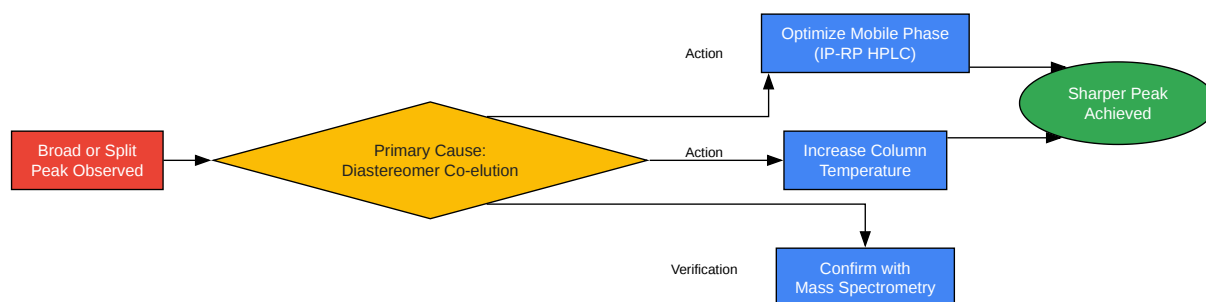 Broad or Split
Peak Observed
Primary Cause:
Diastereomer Co-elution
Action
Optimize Mobile Phase
(IP-RP HPLC)
Action
Increase Column
Temperature
Verification
Confirm with
Mass Spectrometry
Sharper Peak
Achieved